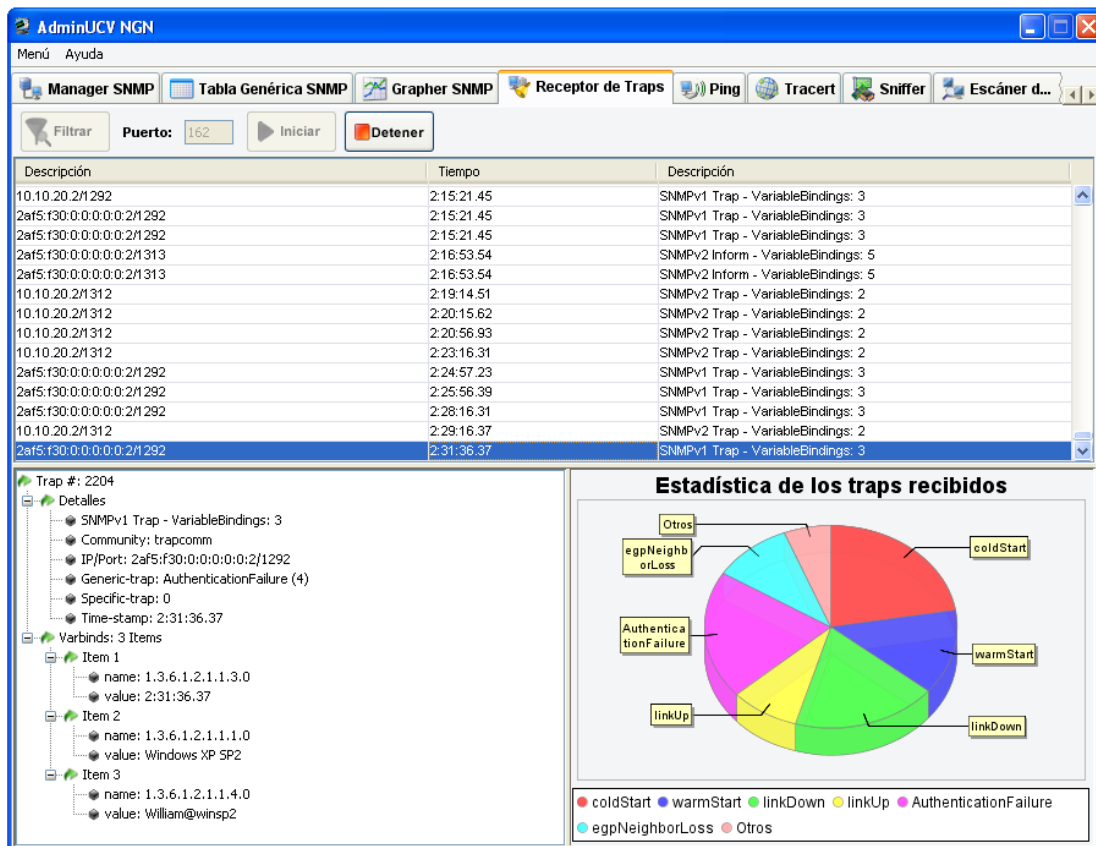 AdminUCV NGN
Menú Ayuda
Manager SNMP Tabla Genérica SNMP Grapher SNMP Receptor de Traps Ping Tracert Sniffer Escáner d...
Filtrar Puerto: 162 Iniciar Detener
Descripción Tiempo Descripción
10.10.20.2/1292 2:15:21.45 SNMPv1 Trap - VariableBindings: 3
2af5:f30:0:0:0:0:0:2/1292 2:15:21.45 SNMPv1 Trap - VariableBindings: 3
2af5:f30:0:0:0:0:0:2/1292 2:15:21.45 SNMPv1 Trap - VariableBindings: 3
2af5:f30:0:0:0:0:0:2/1313 2:16:53.54 SNMPv2 Inform - VariableBindings: 5
2af5:f30:0:0:0:0:0:2/1313 2:16:53.54 SNMPv2 Inform - VariableBindings: 5
10.10.20.2/1312 2:19:14.51 SNMPv2 Trap - VariableBindings: 2
10.10.20.2/1312 2:20:15.62 SNMPv2 Trap - VariableBindings: 2
10.10.20.2/1312 2:20:56.93 SNMPv2 Trap - VariableBindings: 2
10.10.20.2/1312 2:23:16.31 SNMPv2 Trap - VariableBindings: 2
2af5:f30:0:0:0:0:0:2/1292 2:24:57.23 SNMPv1 Trap - VariableBindings: 3
2af5:f30:0:0:0:0:0:2/1292 2:25:56.39 SNMPv1 Trap - VariableBindings: 3
2af5:f30:0:0:0:0:0:2/1292 2:28:16.31 SNMPv1 Trap - VariableBindings: 3
10.10.20.2/1312 2:29:16.37 SNMPv2 Trap - VariableBindings: 2
2af5:f30:0:0:0:0:0:2/1292 2:31:36.37 SNMPv1 Trap - VariableBindings: 3
Trap #: 2204
Detalles
SNMPv1 Trap - VariableBindings: 3
Community: trapcomm
IP/Port: 2af5:f30:0:0:0:0:0:2/1292
Generic-trap: AuthenticationFailure (4)
Specific-trap: 0
Time-stamp: 2:31:36.37
Varbinds: 3 Items
Item 1
name: 1.3.6.1.2.1.1.3.0
value: 2:31:36.37
Item 2
name: 1.3.6.1.2.1.1.1.0
value: Windows XP SP2
Item 3
name: 1.3.6.1.2.1.1.4.0
value: William@winsp2
Estadística de los traps recibidos
Otros
egpNeighb
orLoss
coldStart
Authentica
tionFailure
warmStart
linkUp
linkDown
coldStart warmStart linkDown linkUp AuthenticationFailure
egpNeighborLoss Otros